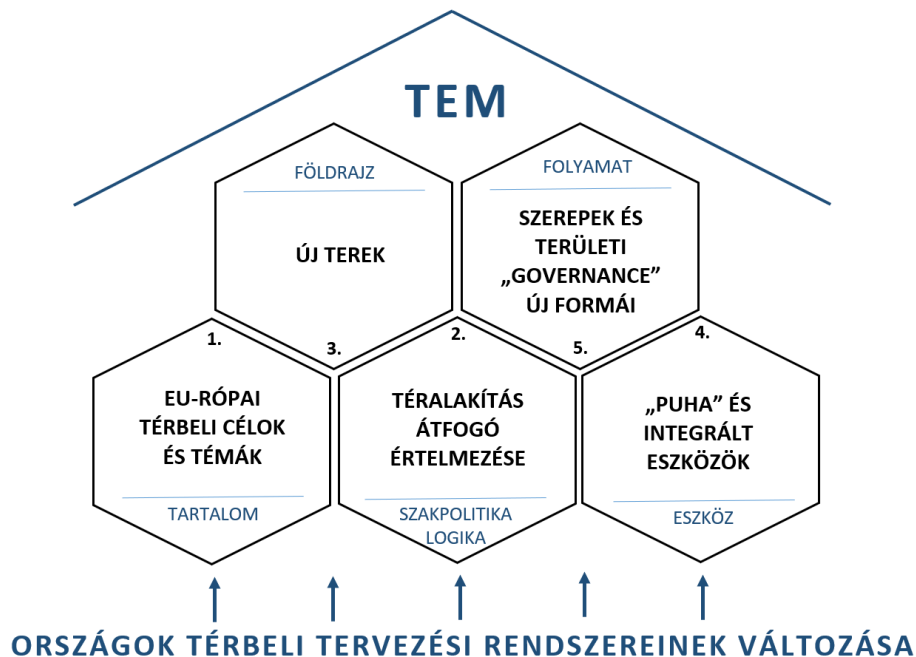 TEM
FÖLDRAJZ
ÚJ TEREK
3.
FOLYAMAT
SZEREPEK ÉS
TERÜLETI
„GOVERNANCE”
ÚJ FORMÁI
5.
1.
EU-RÓPAI
TÉRBELI CÉLOK
ÉS TÉMÁK
TARTALOM
2.
TÉRALAKÍTÁS
ÁTFOGÓ
ÉRTELMEZÉSE
SZAKPOLITIKA
LOGIKA
4.
„PUHA” ÉS
INTEGRÁLT
ESZKÖZÖK
ESZKÖZ
ORSZÁGOK TÉRBELI TERVEZÉSI RENDSZEREINEK VÁLTOZÁSA